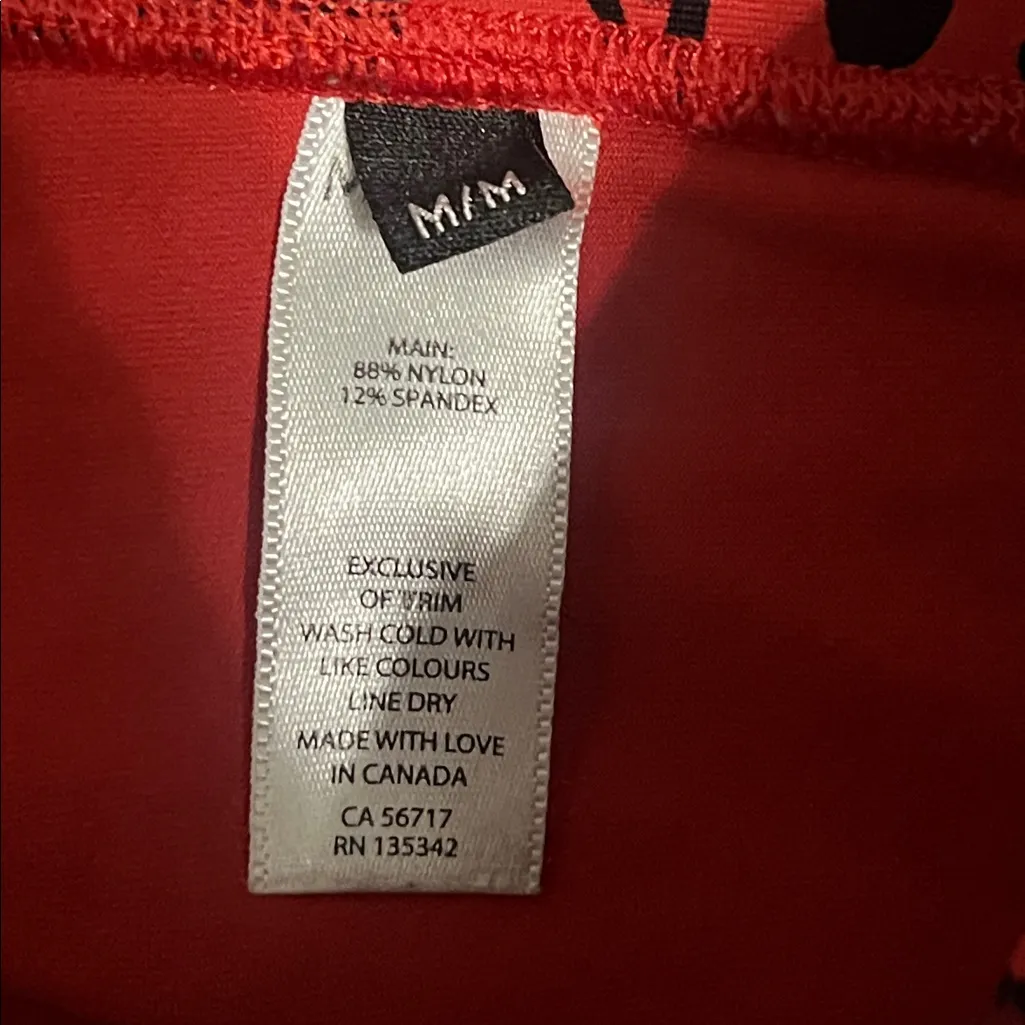 M/M
MAIN:
88% NYLON
12% SPANDEX
EXCLUSIVE
OF TRIM
WASH COLD WITH
LIKE COLOURS
LINE DRY
MADE WITH LOVE
IN CANADA
CA 56717
RN 135342